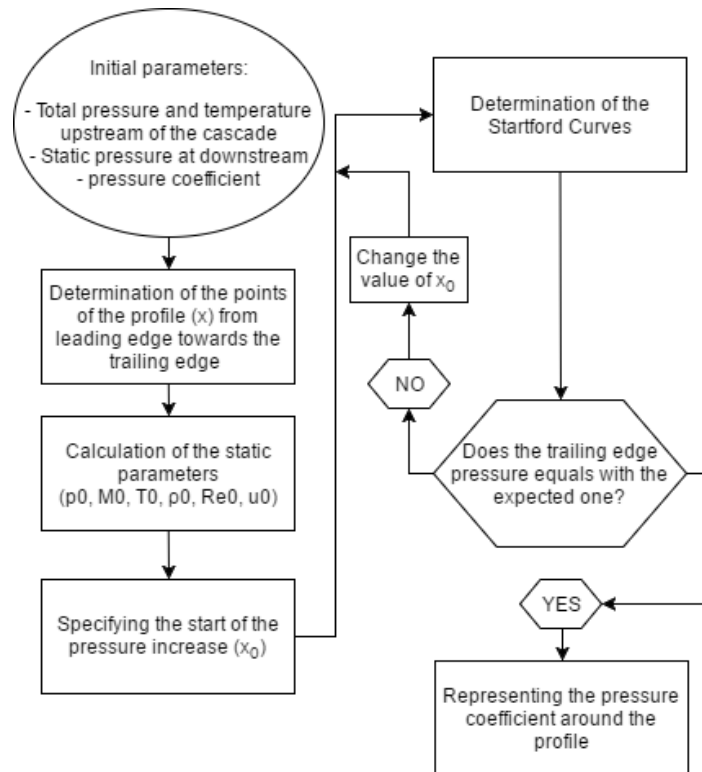 Initial parameters:
- Total pressure and temperature
upstream of the cascade
- Static pressure at downstream
- pressure coefficient
Determination of the points
of the profile (x) from
leading edge towards the
trailing edge
Calculation of the static
parameters
(p0, M0, T0, ρ0, Re0, u0)
Specifying the start of the
pressure increase (x₀)
Determination of the
Startford Curves
Change the
value of x₀
NO
Does the trailing edge
pressure equals with the
expected one?
YES
Representing the pressure
coefficient around the
profile